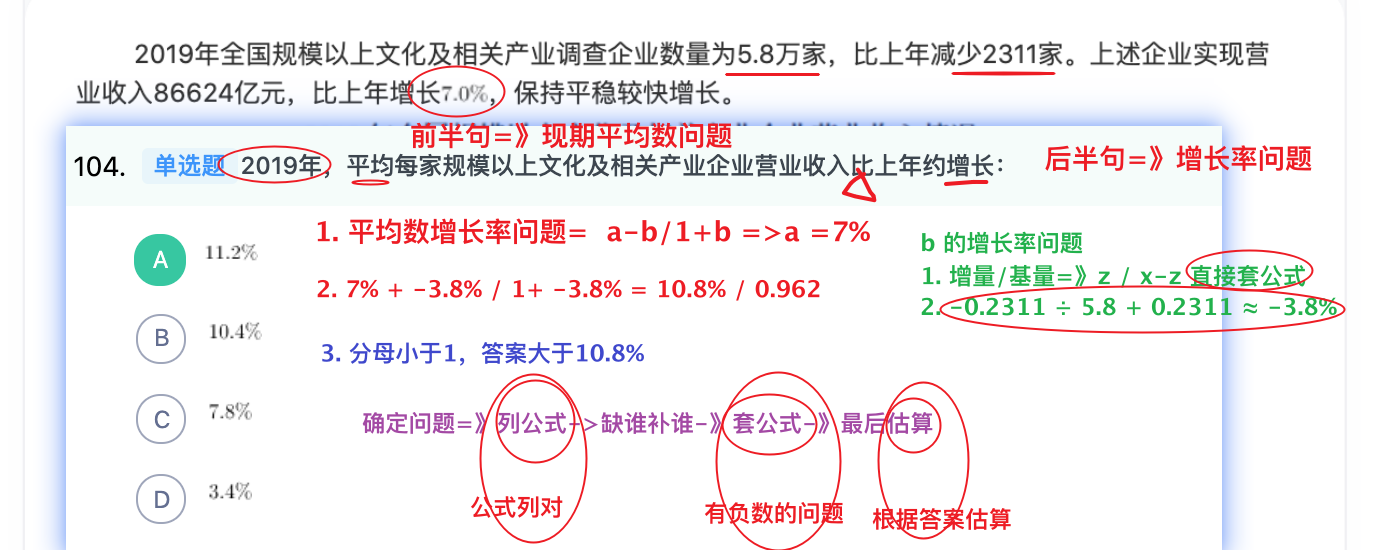 2019年全国规模以上文化及相关产业调查企业数量为5.8万家，比上年减少2311家。上述企业实现营
业收入86624亿元，比上年增长7.0%，保持平稳较快增长。
前半句=》现期平均数问题
104. 单选题 2019年，平均每家规模以上文化及相关产业企业营业收入比上年约增长：
后半句=》增长率问题
1. 平均数增长率问题= a-b/1+b =>a =7%
A 11.2%
b 的增长率问题
1. 增量/基量=》z / x-z 直接套公式
2. 7% + -3.8% / 1+ -3.8% = 10.8% / 0.962
2. -0.2311 ÷ 5.8 + 0.2311 ≈ -3.8%
B 10.4%
3. 分母小于1，答案大于10.8%
C 7.8%
确定问题=》列公式->缺谁补谁-》套公式-》最后估算
D 3.4%
公式列对
有负数的问题
根据答案估算